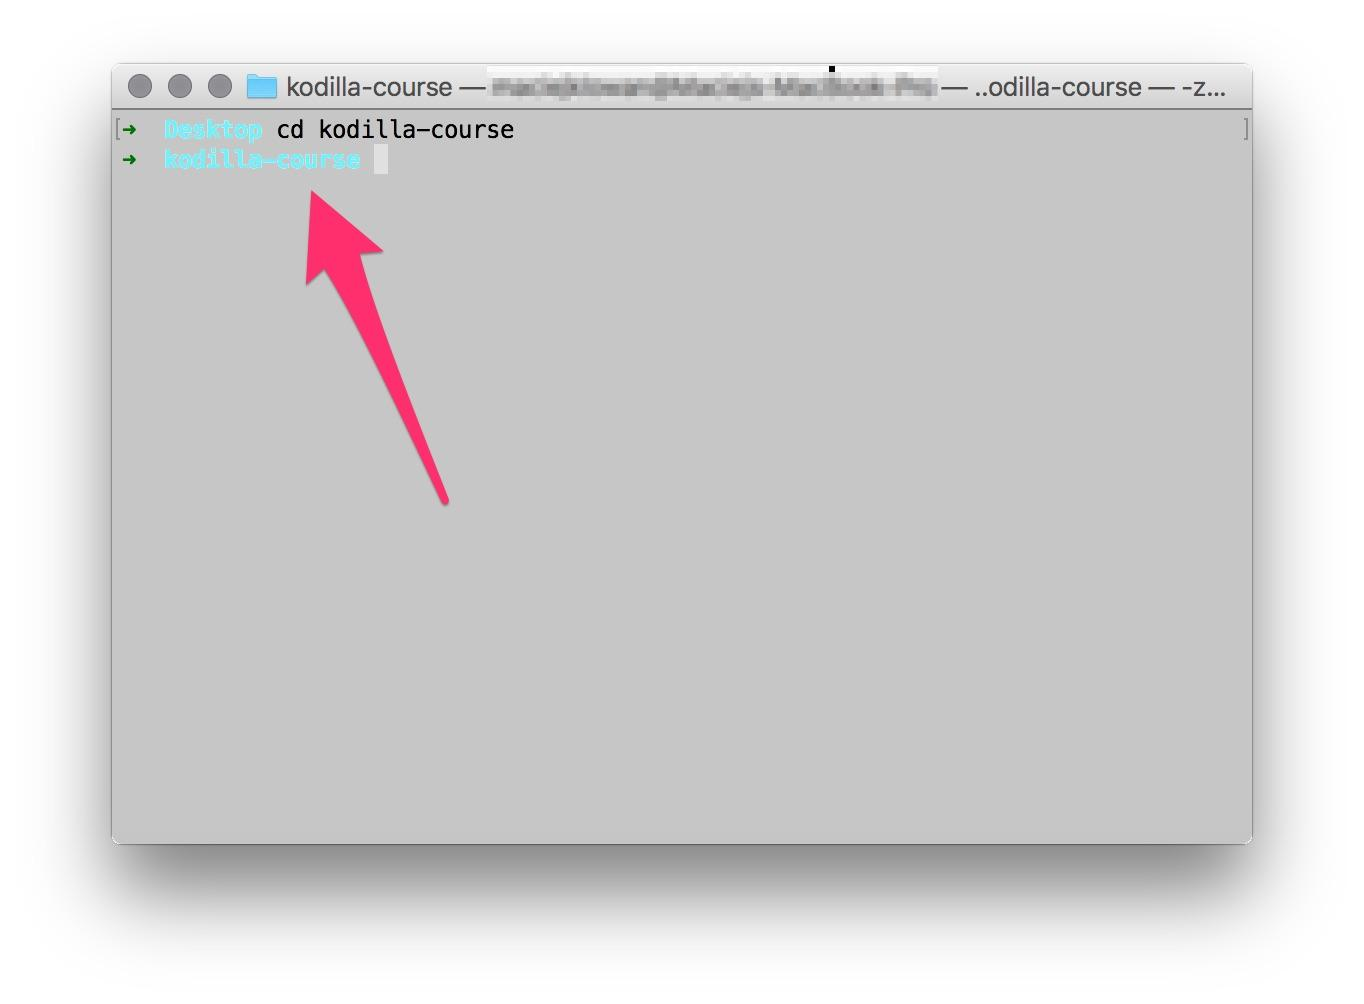 kodilla-course — — ..odilla-course — -z...
[➜ Desktop cd kodilla-course ]
➜ kodilla-course